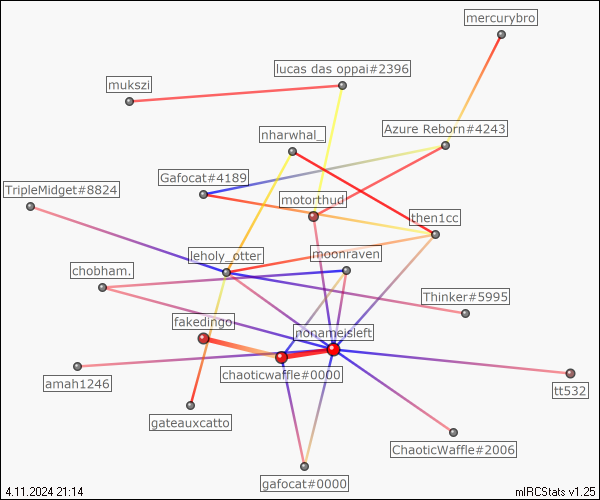 mercurybro
lucas das oppai#2396
mukszi
Azure Reborn#4243
nharwhal_
Gafocat#4189
TripleMidget#8824
motorthud
then1cc
leholy_otter
moonraven
chobham.
Thinker#5995
fakedingo
nonameisleft
chaoticwaffle#0000
amah1246
tt532
gateauxcatto
ChaoticWaffle#2006
gafocat#0000
4.11.2024 21:14
mIRCStats v1.25